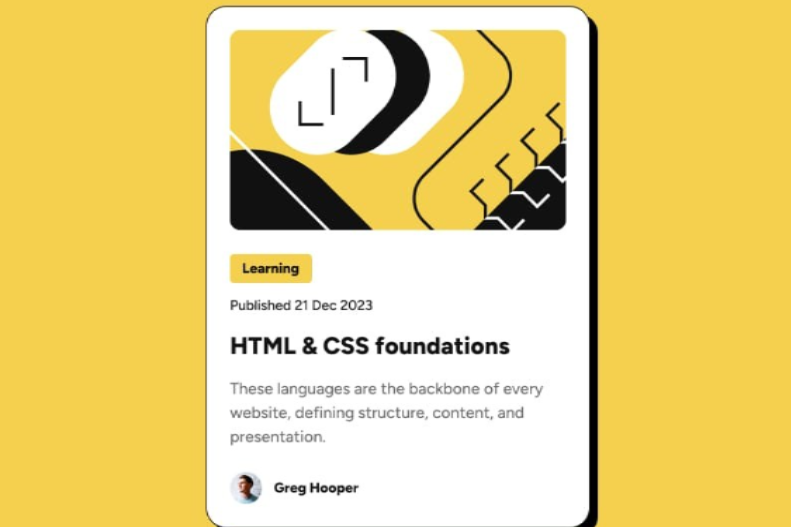 Learning
Published 21 Dec 2023
HTML & CSS foundations
These languages are the backbone of every
website, defining structure, content, and
presentation.
Greg Hooper